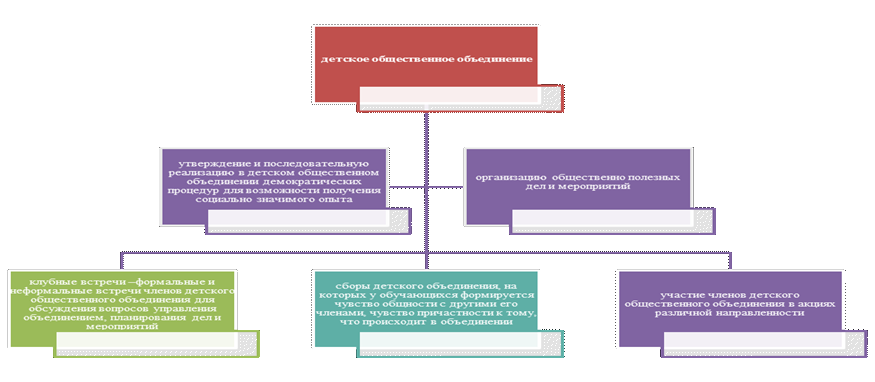 детское общественное объединение
утверждение и последовательную
реализацию в детском общественном
объединении демократических
процедур для возможности получения
социально значимого опыта
организацию общественно полезных
дел и мероприятий
клубные встречи –формальные и
неформальные встречи членов детского
общественного объединения для
обсуждения вопросов управления
объединением, планирования дел и
мероприятий
сборы детского объединения, на
которых у обучающихся формируется
чувство общности с другими его
членами, чувство причастности к тому,
что происходит в объединении
участие членов детского
общественного объединения в акциях
различной направленности